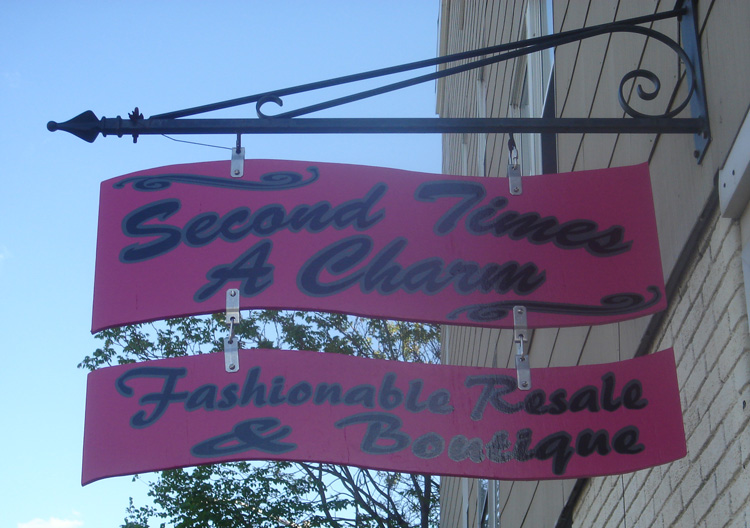 Second Times
A Charm
Fashionable Resale
& Boutique